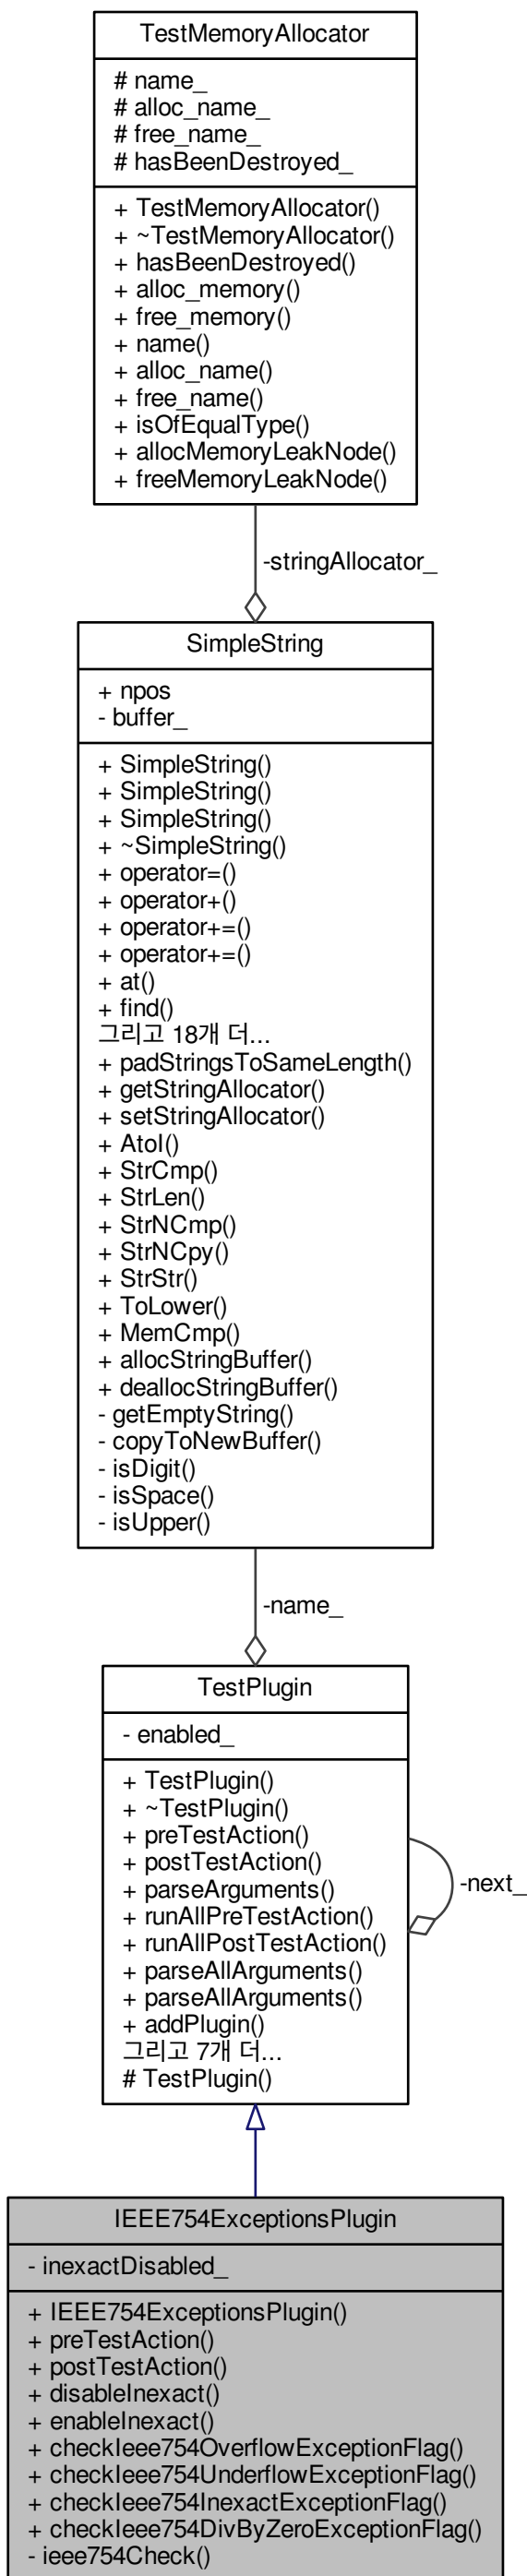 TestMemoryAllocator
# name_
# alloc_name_
# free_name_
# hasBeenDestroyed_
+ TestMemoryAllocator()
+ ~TestMemoryAllocator()
+ hasBeenDestroyed()
+ alloc_memory()
+ free_memory()
+ name()
+ alloc_name()
+ free_name()
+ isOfEqualType()
+ allocMemoryLeakNode()
+ freeMemoryLeakNode()
-stringAllocator_
SimpleString
+ npos
- buffer_
+ SimpleString()
+ SimpleString()
+ SimpleString()
+ ~SimpleString()
+ operator=()
+ operator+()
+ operator+=()
+ operator+=()
+ at()
+ find()
그리고 18개 더...
+ padStringsToSameLength()
+ getStringAllocator()
+ setStringAllocator()
+ AtoI()
+ StrCmp()
+ StrLen()
+ StrNCmp()
+ StrNCpy()
+ StrStr()
+ ToLower()
+ MemCmp()
+ allocStringBuffer()
+ deallocStringBuffer()
- getEmptyString()
- copyToNewBuffer()
- isDigit()
- isSpace()
- isUpper()
-name_
TestPlugin
- enabled_
+ TestPlugin()
+ ~TestPlugin()
+ preTestAction()
+ postTestAction()
+ parseArguments()
+ runAllPreTestAction()
+ runAllPostTestAction()
+ parseAllArguments()
+ parseAllArguments()
+ addPlugin()
그리고 7개 더...
# TestPlugin()
-next_
IEEE754ExceptionsPlugin
- inexactDisabled_
+ IEEE754ExceptionsPlugin()
+ preTestAction()
+ postTestAction()
+ disableInexact()
+ enableInexact()
+ checkIeee754OverflowExceptionFlag()
+ checkIeee754UnderflowExceptionFlag()
+ checkIeee754InexactExceptionFlag()
+ checkIeee754DivByZeroExceptionFlag()
- ieee754Check()